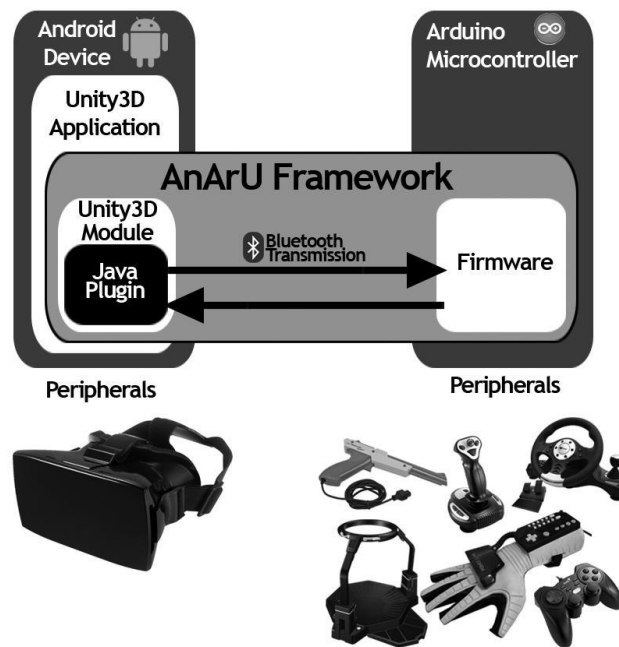 Android
Device
Arduino
Microcontroller
Unity3D
Application
AnArU Framework
Unity3D
Module
Java
Plugin
Bluetooth
Transmission
Firmware
Peripherals
Peripherals